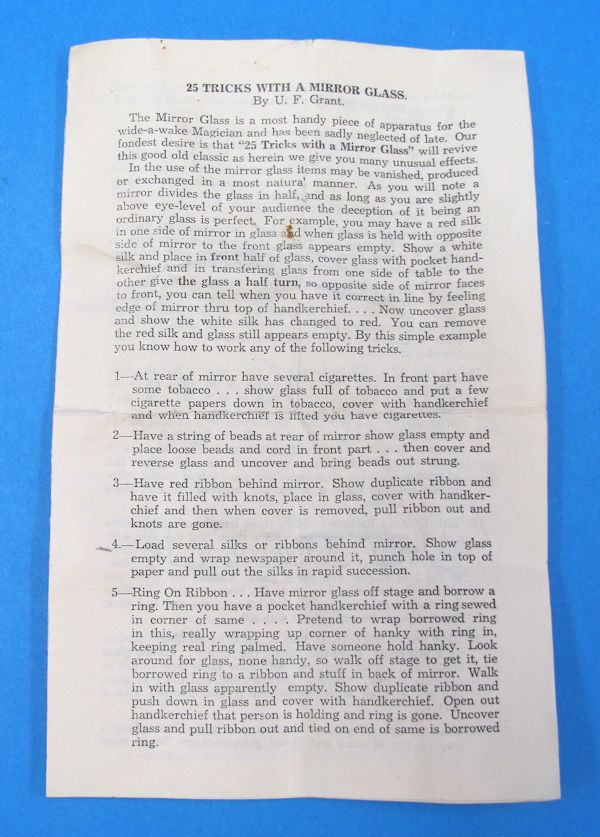 25 TRICKS WITH A MIRROR GLASS.
By U. F. Grant.
The Mirror Glass is a most handy piece of apparatus for the
wide-a-wake Magician and has been sadly neglected of late. Our
fondest desire is that "25 Tricks with a Mirror Glass" will revive
this good old classic as herein we give you many unusual effects.
In the use of the mirror glass items may be vanished, produced
or exchanged in a most natura' manner. As you will note a
mirror divides the glass in half, and as long as you are slightly
above eye-level of your audience the deception of it being an
ordinary glass is perfect. For example, you may have a red silk
in one side of mirror in glass and when glass is held with opposite
side of mirror to the front glass appears empty. Show a white
silk and place in front half of glass, cover glass with pocket hand-
kerchief and in transfering glass from one side of table to the
other give the glass a half turn, so opposite side of mirror faces
to front, you can tell when you have it correct in line by feeling
edge of mirror thru top of handkerchief. . . . Now uncover glass
and show the white silk has changed to red. You can remove
the red silk and glass still appears empty. By this simple example
you know how to work any of the following tricks.
1—At rear of mirror have several cigarettes. In front part have
some tobacco . . . show glass full of tobacco and put a few
cigarette papers down in tobacco, cover with handkerchief
and when handkerchief is lifted you have cigarettes.
2—Have a string of beads at rear of mirror show glass empty and
place loose beads and cord in front part . . . then cover and
reverse glass and uncover and bring beads out strung.
3—Have red ribbon behind mirror. Show duplicate ribbon and
have it filled with knots, place in glass, cover with handker-
chief and then when cover is removed, pull ribbon out and
knots are gone.
4.—Load several silks or ribbons behind mirror. Show glass
empty and wrap newspaper around it, punch hole in top of
paper and pull out the silks in rapid succession.
5—Ring On Ribbon . . . Have mirror glass off stage and borrow a
ring. Then you have a pocket handkerchief with a ring sewed
in corner of same . . . . Pretend to wrap borrowed ring
in this, really wrapping up corner of hanky with ring in,
keeping real ring palmed. Have someone hold hanky. Look
around for glass, none handy, so walk off stage to get it, tie
borrowed ring to a ribbon and stuff in back of mirror. Walk
in with glass apparently empty. Show duplicate ribbon and
push down in glass and cover with handkerchief. Open out
handkerchief that person is holding and ring is gone. Uncover
glass and pull ribbon out and tied on end of same is borrowed
ring.